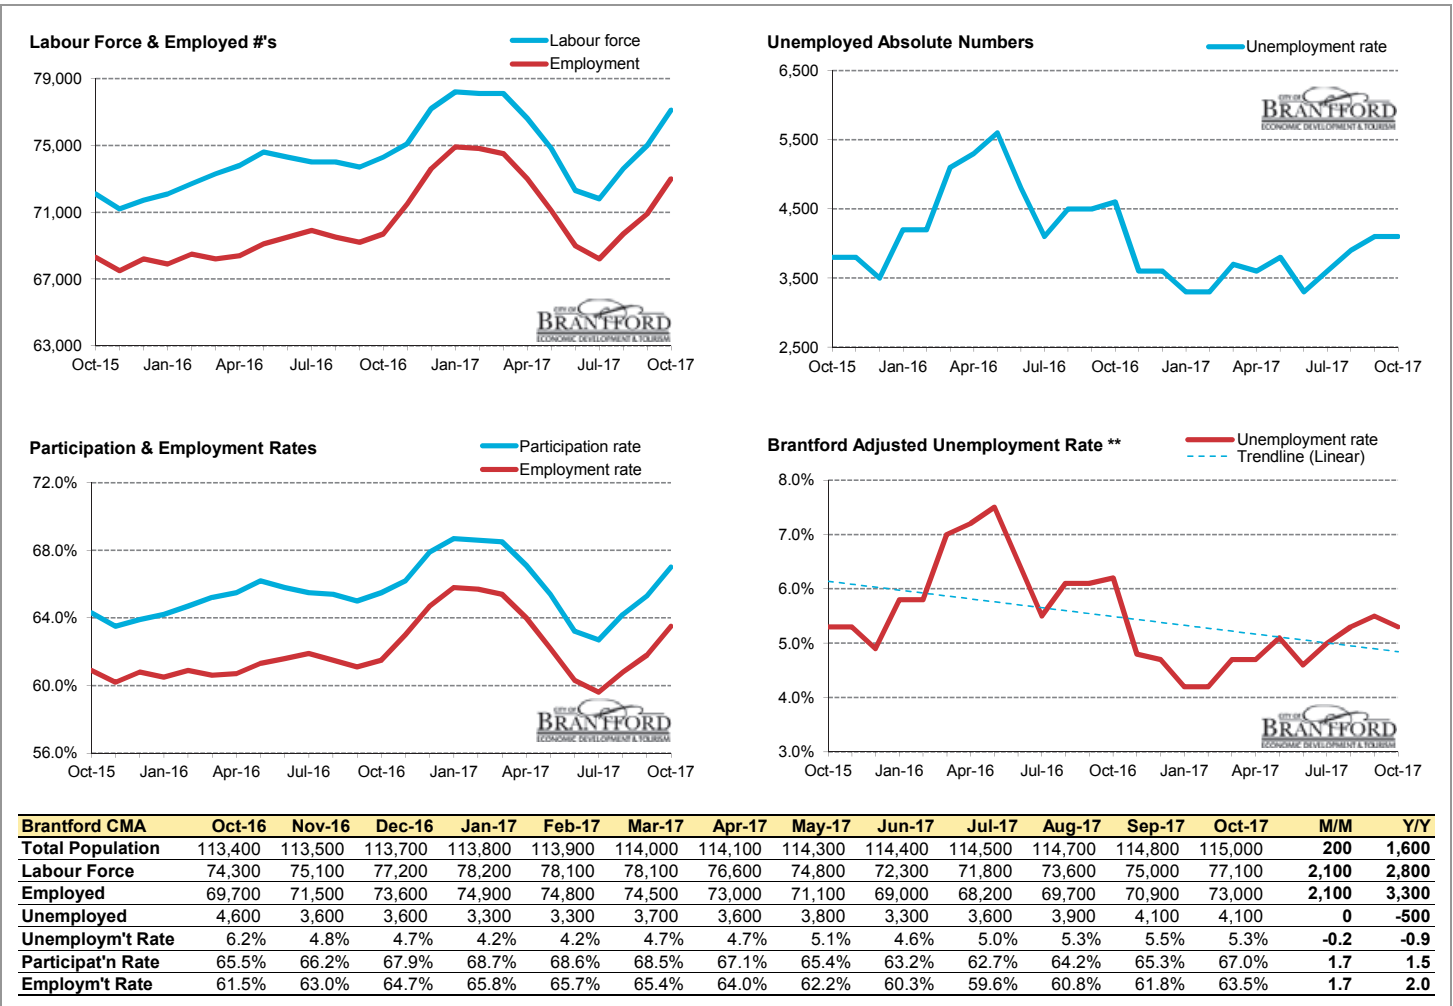 Labour Force & Employed #'s
Labour force
Employment
79,000
75,000
71,000
67,000
63,000
Oct-15 Jan-16 Apr-16 Jul-16 Oct-16 Jan-17 Apr-17 Jul-17 Oct-17
CITY OF
BRANTFORD
ECONOMIC DEVELOPMENT & TOURISM
Unemployed Absolute Numbers
Unemployment rate
6,500
5,500
4,500
3,500
2,500
Oct-15 Jan-16 Apr-16 Jul-16 Oct-16 Jan-17 Apr-17 Jul-17 Oct-17
CITY OF
BRANTFORD
ECONOMIC DEVELOPMENT & TOURISM
Participation & Employment Rates
Participation rate
Employment rate
72.0%
68.0%
64.0%
60.0%
56.0%
Oct-15 Jan-16 Apr-16 Jul-16 Oct-16 Jan-17 Apr-17 Jul-17 Oct-17
CITY OF
BRANTFORD
ECONOMIC DEVELOPMENT & TOURISM
Brantford Adjusted Unemployment Rate **
Unemployment rate
Trendline (Linear)
8.0%
7.0%
6.0%
5.0%
4.0%
3.0%
Oct-15 Jan-16 Apr-16 Jul-16 Oct-16 Jan-17 Apr-17 Jul-17 Oct-17
CITY OF
BRANTFORD
ECONOMIC DEVELOPMENT & TOURISM
Brantford CMA Oct-16 Nov-16 Dec-16 Jan-17 Feb-17 Mar-17 Apr-17 May-17 Jun-17 Jul-17 Aug-17 Sep-17 Oct-17 M/M Y/Y
Total Population 113,400 113,500 113,700 113,800 113,900 114,000 114,100 114,300 114,400 114,500 114,700 114,800 115,000 200 1,600
Labour Force 74,300 75,100 77,200 78,200 78,100 78,100 76,600 74,800 72,300 71,800 73,600 75,000 77,100 2,100 2,800
Employed 69,700 71,500 73,600 74,900 74,800 74,500 73,000 71,100 69,000 68,200 69,700 70,900 73,000 2,100 3,300
Unemployed 4,600 3,600 3,600 3,300 3,300 3,700 3,600 3,800 3,300 3,600 3,900 4,100 4,100 0 -500
Unemploym't Rate 6.2% 4.8% 4.7% 4.2% 4.2% 4.7% 4.7% 5.1% 4.6% 5.0% 5.3% 5.5% 5.3% -0.2 -0.9
Participat'n Rate 65.5% 66.2% 67.9% 68.7% 68.6% 68.5% 67.1% 65.4% 63.2% 62.7% 64.2% 65.3% 67.0% 1.7 1.5
Employm't Rate 61.5% 63.0% 64.7% 65.8% 65.7% 65.4% 64.0% 62.2% 60.3% 59.6% 60.8% 61.8% 63.5% 1.7 2.0